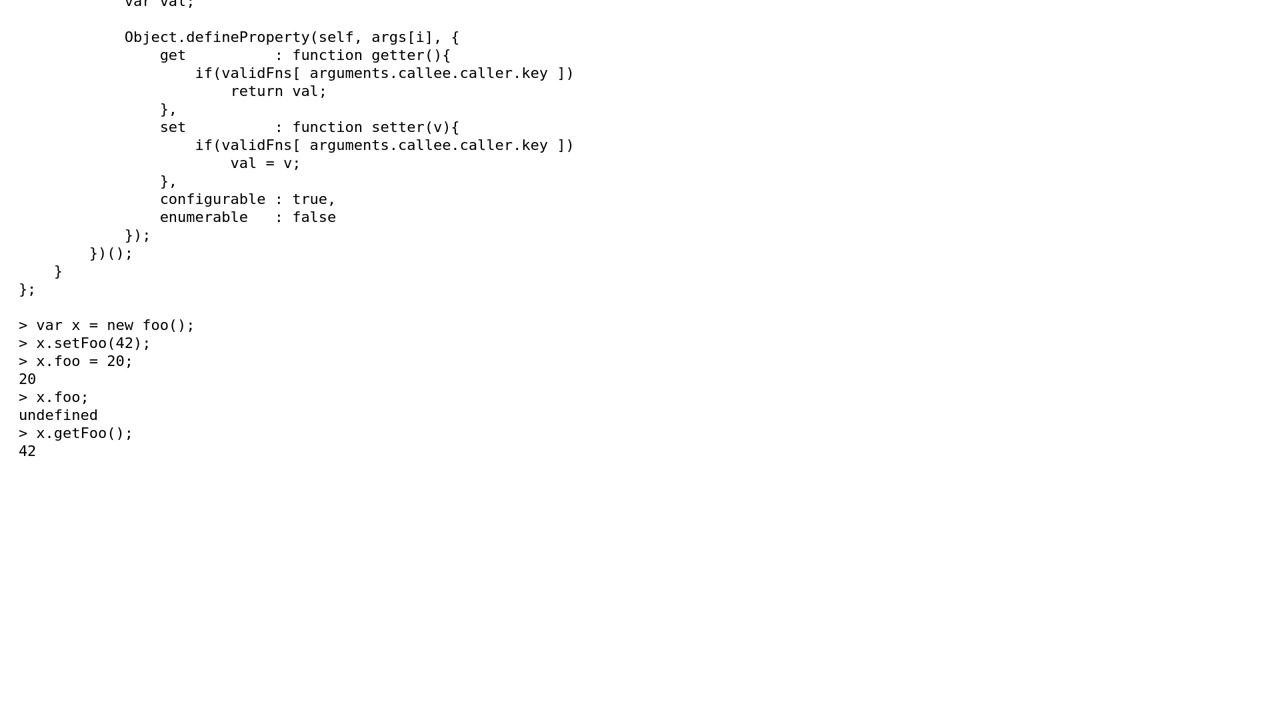 var val;

            Object.defineProperty(self, args[i], {
                get          : function getter(){
                    if(validFns[ arguments.callee.caller.key ])
                        return val;
                },
                set          : function setter(v){
                    if(validFns[ arguments.callee.caller.key ])
                        val = v;
                },
                configurable : true,
                enumerable   : false
            });
        })();
    }
};

> var x = new foo();
> x.setFoo(42);
> x.foo = 20;
20
> x.foo;
undefined
> x.getFoo();
42